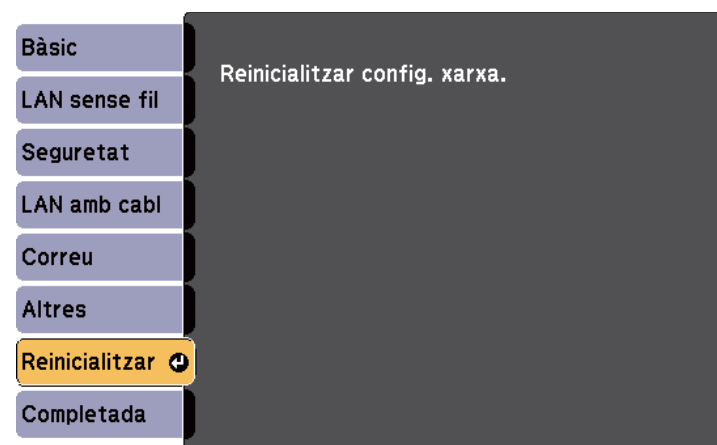 Bàsic
LAN sense fil
Seguretat
LAN amb cabl
Correu
Altres
Reinicialitzar
Completada
Reinicialitzar config. xarxa.